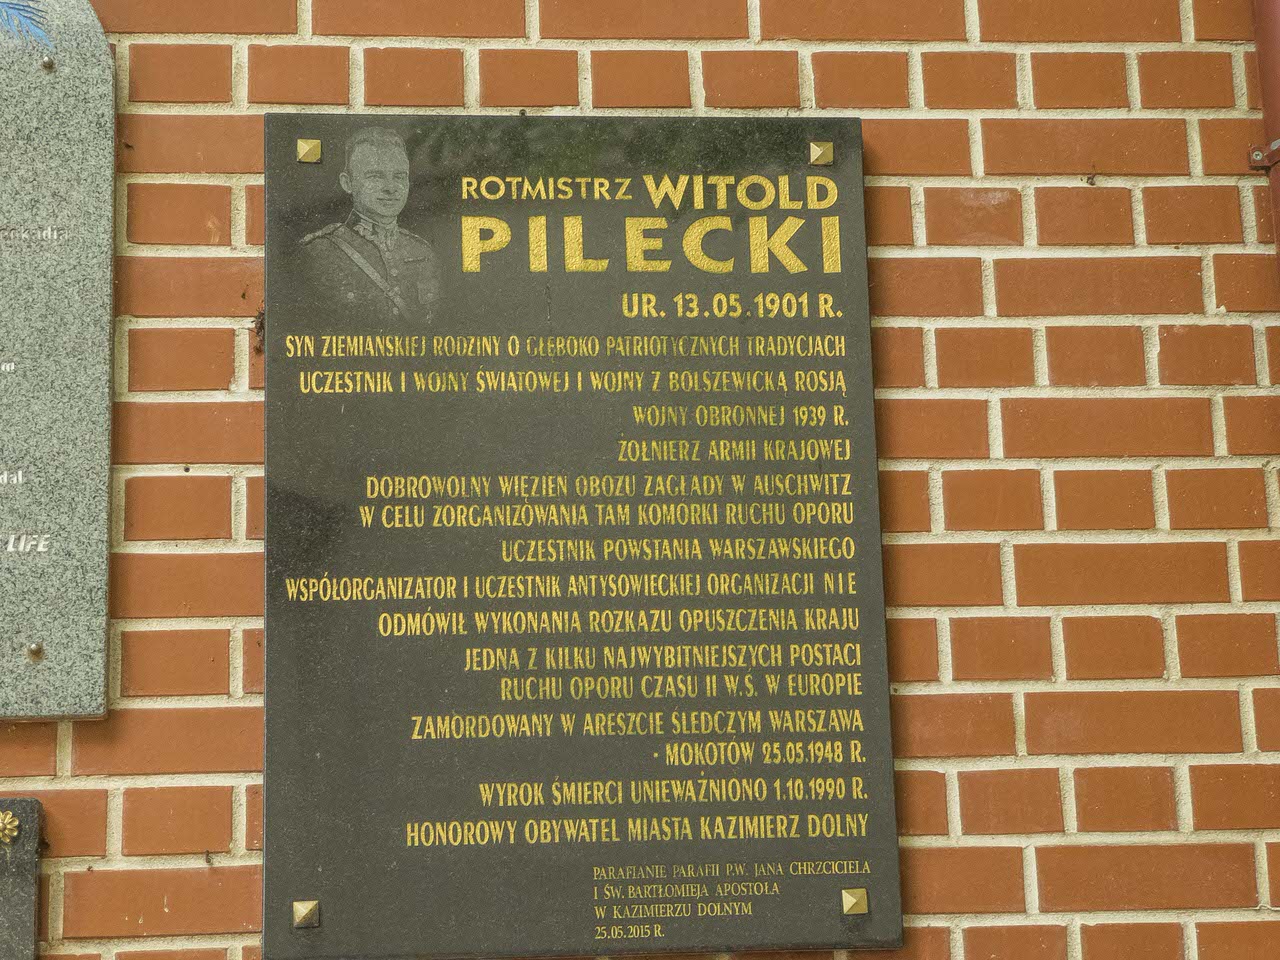 ROTMISTRZ WITOLD
PILECKI
UR. 13.05.1901 R.
SYN ZIEMIAŃSKIEJ RODZINY O GŁĘBOKO PATRIOTYCZNYCH TRADYCJACH
UCZESTNIK I WOJNY ŚWIATOWEJ I WOJNY Z BOLSZEWICKĄ ROSJĄ
WOJNY OBRONNEJ 1939 R.
ŻOŁNIERZ ARMII KRAJOWEJ
DOBROWOLNY WIĘZIEŃ OBOZU ZAGŁADY W AUSCHWITZ
W CELU ZORGANIZOWANIA TAM KOMÓRKI RUCHU OPORU
UCZESTNIK POWSTANIA WARSZAWSKIEGO
WSPÓŁORGANIZATOR I UCZESTNIK ANTYSOWIECKIEJ ORGANIZACJI N I E
ODMÓWIŁ WYKONANIA ROZKAZU OPUSZCZENIA KRAJU
JEDNA Z KILKU NAJWYBITNIEJSZYCH POSTACI
RUCHU OPORU CZASU II W.Ś. W EUROPIE
ZAMORDOWANY W ARESZCIE ŚLEDCZYM WARSZAWA
- MOKOTÓW 25.05.1948 R.
WYROK ŚMIERCI UNIEWAŻNIONO 1.10.1990 R.
HONOROWY OBYWATEL MIASTA KAZIMIERZ DOLNY
PARAFIANIE PARAFII P.W. JANA CHRZCICIELA
I ŚW. BARTŁOMIEJA APOSTOŁA
W KAZIMIERZU DOLNYM
25.05.2015 R.
LIFE